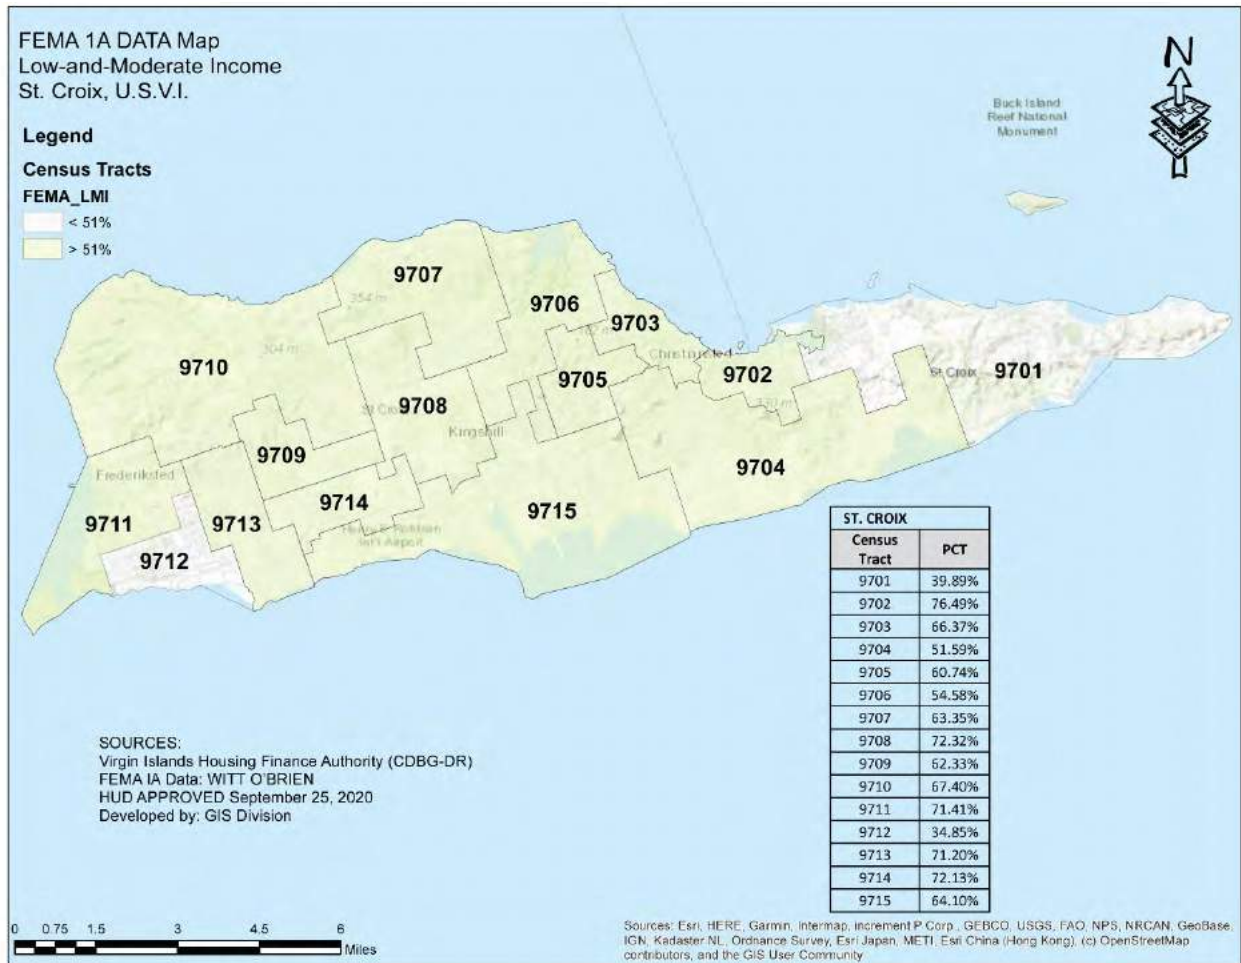 FEMA 1A DATA Map
Low-and-Moderate Income
St. Croix, U.S.V.I.
Legend
Census Tracts
FEMA_LMI
< 51%
> 51%
N
Buck Island
Reef National
Monument
9707
354 m
9706
9703
9710
304 m
Christiansted
9705
9702
St Croix
9701
330 m
9708
Kingshill
9709
9704
Frederiksted
9714
9715
9711
9713
9712
ST. CROIX
Census Tract PCT
9701 39.89%
9702 76.49%
9703 66.37%
9704 51.59%
9705 60.74%
9706 54.58%
9707 63.35%
9708 72.32%
9709 62.33%
9710 67.40%
9711 71.41%
9712 34.85%
9713 71.20%
9714 72.13%
9715 64.10%
SOURCES:
Virgin Islands Housing Finance Authority (CDBG-DR)
FEMA IA Data: WITT O'BRIEN
HUD APPROVED September 25, 2020
Developed by: GIS Division
0 0.75 1.5 3 4.5 6
Miles
Sources: Esri, HERE, Garmin, Intermap, increment P Corp., GEBCO, USGS, FAO, NPS, NRCAN, GeoBase,
IGN, Kadaster NL, Ordnance Survey, Esri Japan, METI, Esri China (Hong Kong), (c) OpenStreetMap
contributors, and the GIS User Community